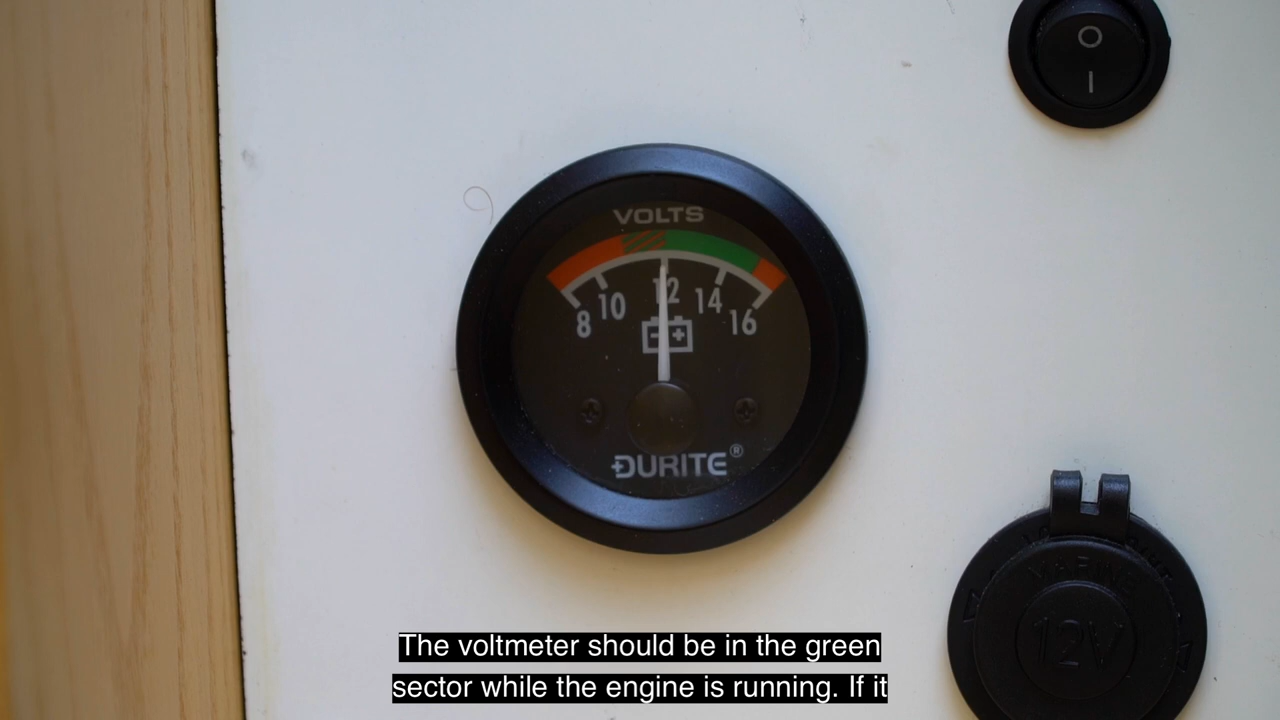 O
I
VOLTS
8 10 12 14 16
- +
DURITE®
MARINE
12V
The voltmeter should be in the green
sector while the engine is running. If it